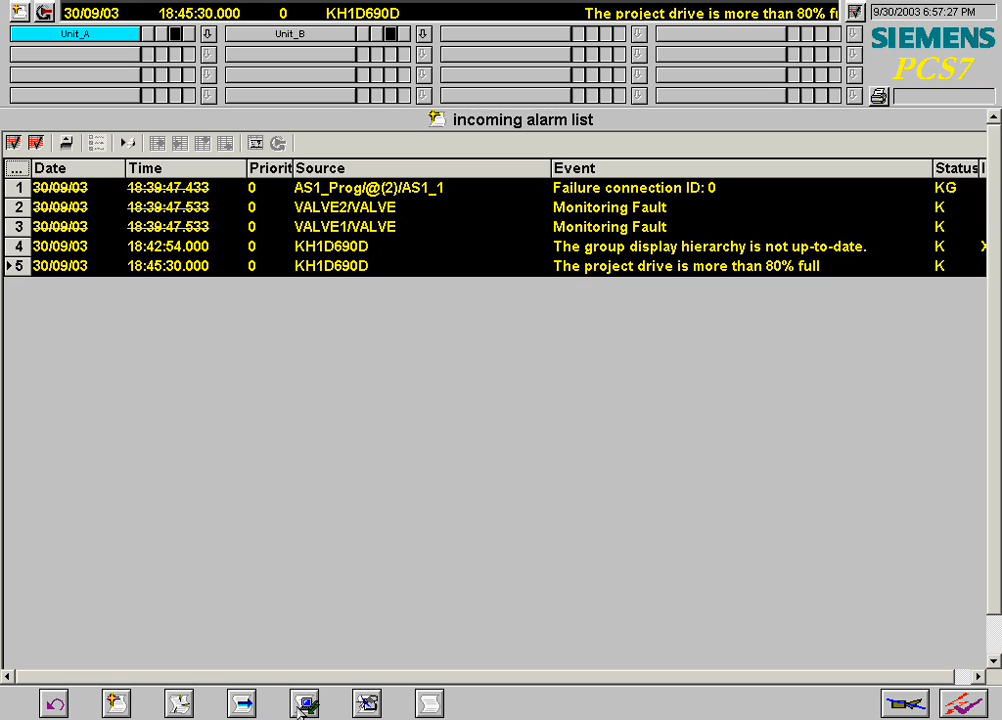 30/09/03 18:45:30.000 0 KH1D690D The project drive is more than 80% fu 9/30/2003 6:57:27 PM
Unit_A Unit_B
SIEMENS
PCS7
incoming alarm list
... Date Time Priorit Source Event Status I
1 30/09/03 18:39:47.433 0 AS1_Prog/@(2)/AS1_1 Failure connection ID: 0 KG
2 30/09/03 18:39:47.533 0 VALVE2/VALVE Monitoring Fault K
3 30/09/03 18:39:47.533 0 VALVE1/VALVE Monitoring Fault K
4 30/09/03 18:42:54.000 0 KH1D690D The group display hierarchy is not up-to-date. K X
5 30/09/03 18:45:30.000 0 KH1D690D The project drive is more than 80% full K